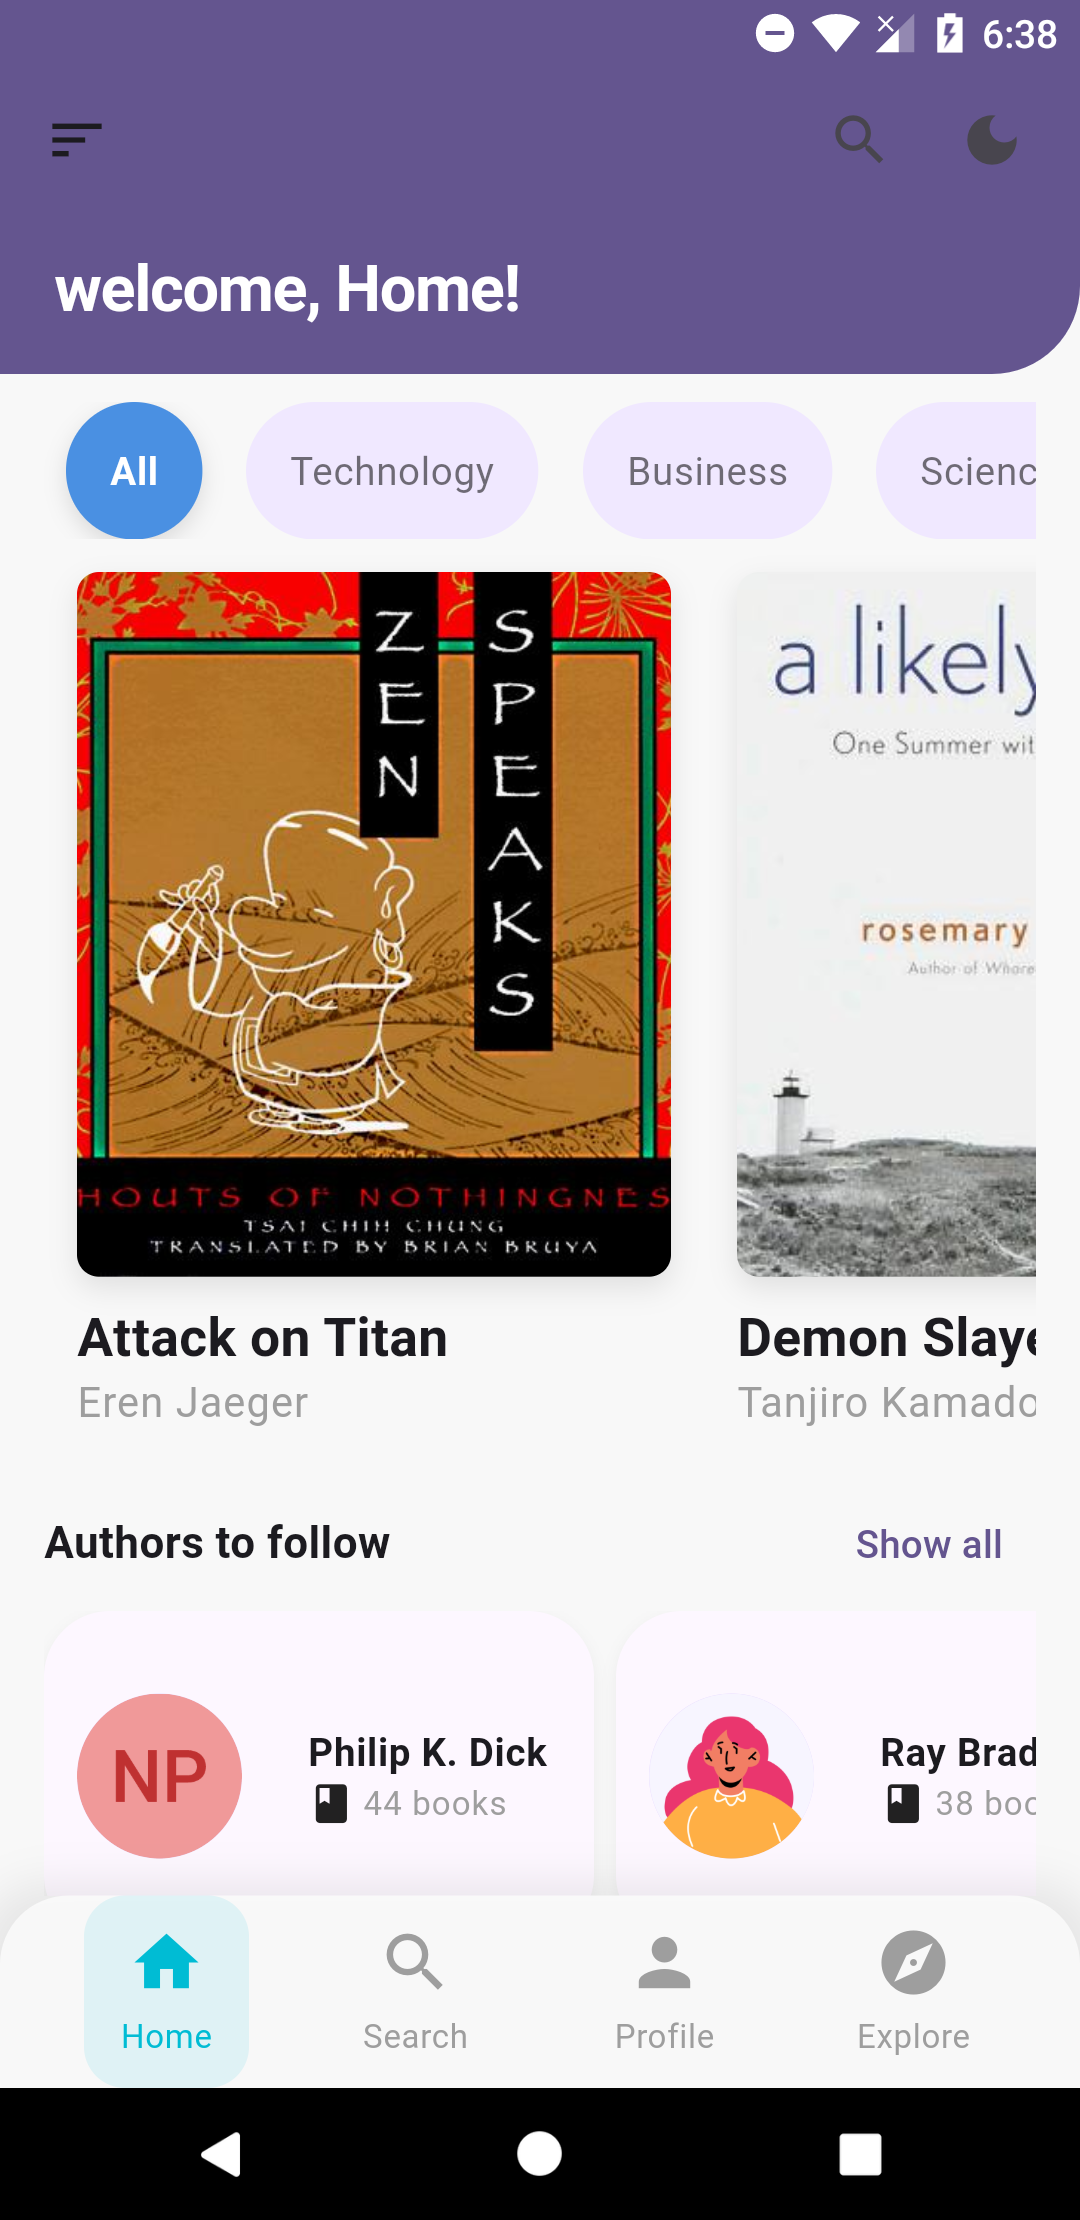 6:38
welcome, Home!
All
Technology
Business
Scienc
ZEN
SPEAKS
HOUTS OF NOTHINGNES
TSAI CHIH CHUNG
TRANSLATED BY BRIAN BRUYA
a likely
One Summer wit
rosemary
Author of Whare
Attack on Titan
Eren Jaeger
Demon Slaye
Tanjiro Kamado
Authors to follow
Show all
NP
Philip K. Dick
44 books
Ray Brad
38 boo
Home
Search
Profile
Explore